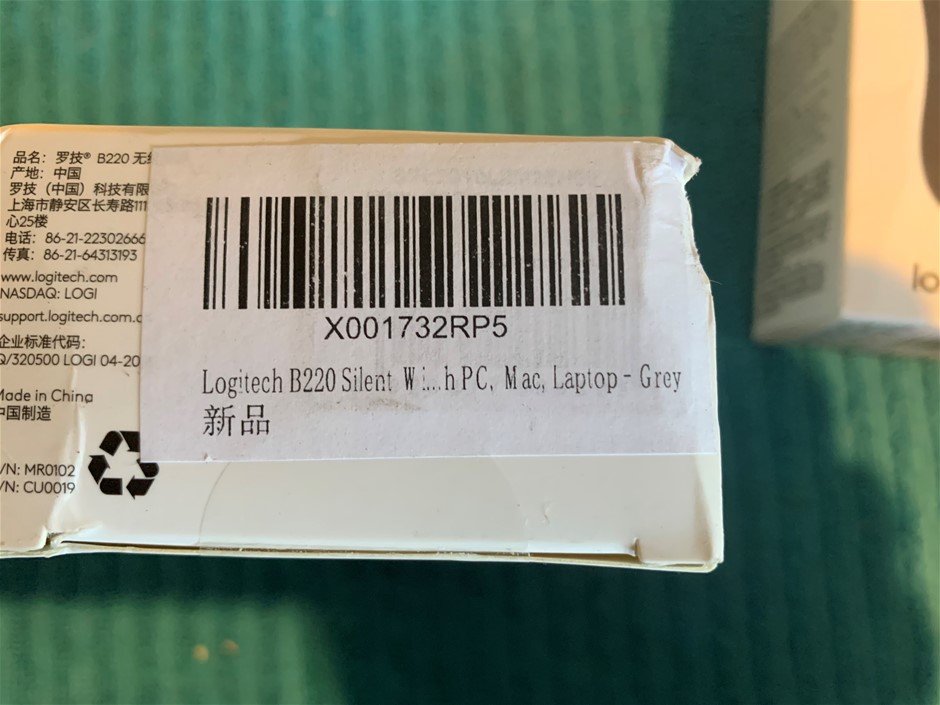 品名: 罗技® B220 无线
产地: 中国
罗技（中国）科技有限
上海市静安区长寿路111
心25楼
电话: 86-21-22302666
传真: 86-21-64313193
www.logitech.com
NASDAQ: LOGI
support.logitech.com.c
企业标准代码:
Q/320500 LOGI 04-20
Made in China
中国制造
/N: MR0102
/N: CU0019
X001732RP5
Logitech B220 Silent Wi...h PC, Mac, Laptop - Grey
新品
lo